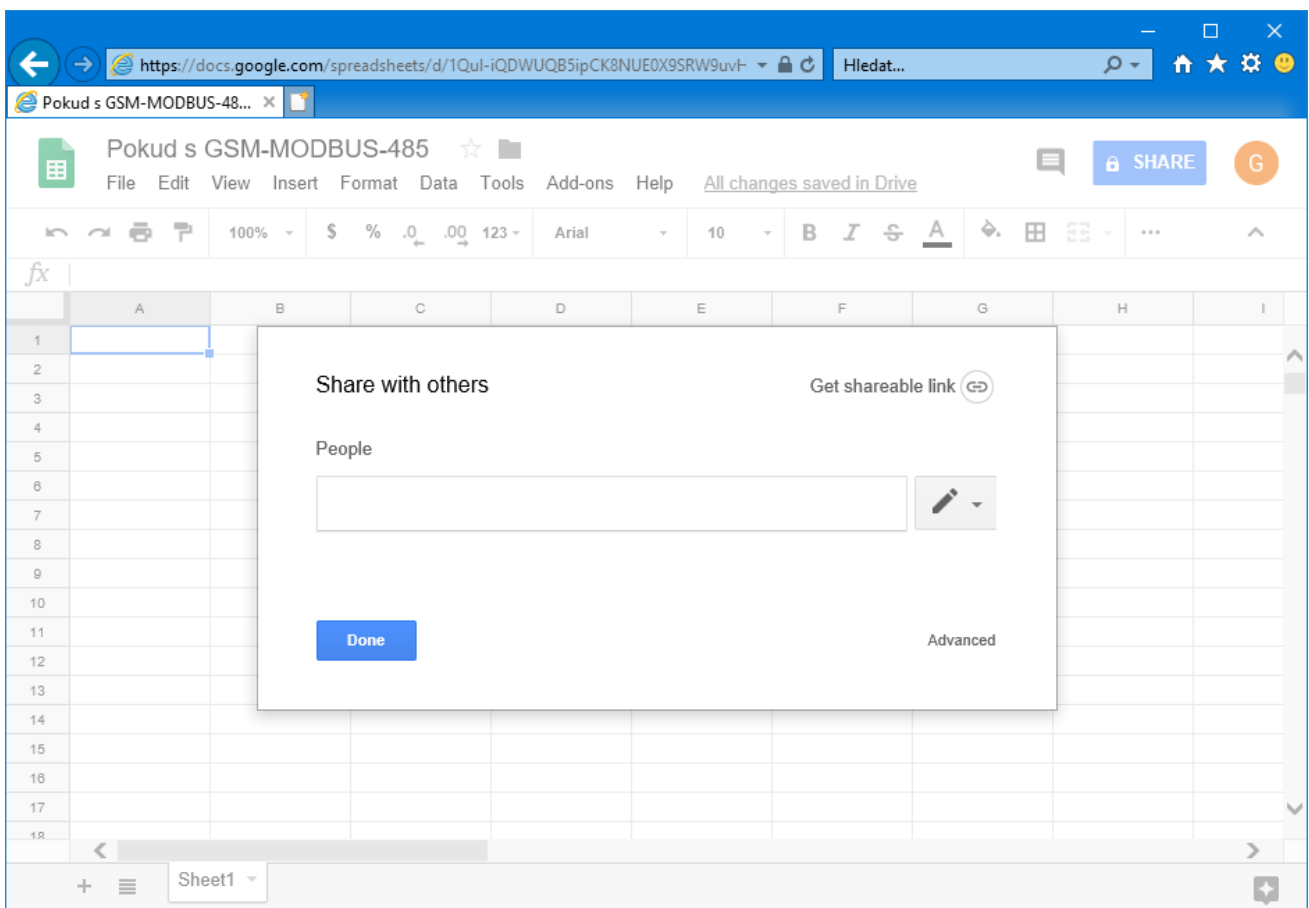 https://docs.google.com/spreadsheets/d/1QuI-iQDWUQB5ipCK8NUE0X9SRW9uvH
Hledat...
Pokud s GSM-MODBUS-48...
Pokud s GSM-MODBUS-485
SHARE
G
File Edit View Insert Format Data Tools Add-ons Help All changes saved in Drive
100% $ % .0 .00 123 Arial 10 B I S A ...
fx
A B C D E F G H I
1
2
3
4
5
6
7
8
9
10
11
12
13
14
15
16
17
18
Share with others
Get shareable link
People
Done
Advanced
Sheet1